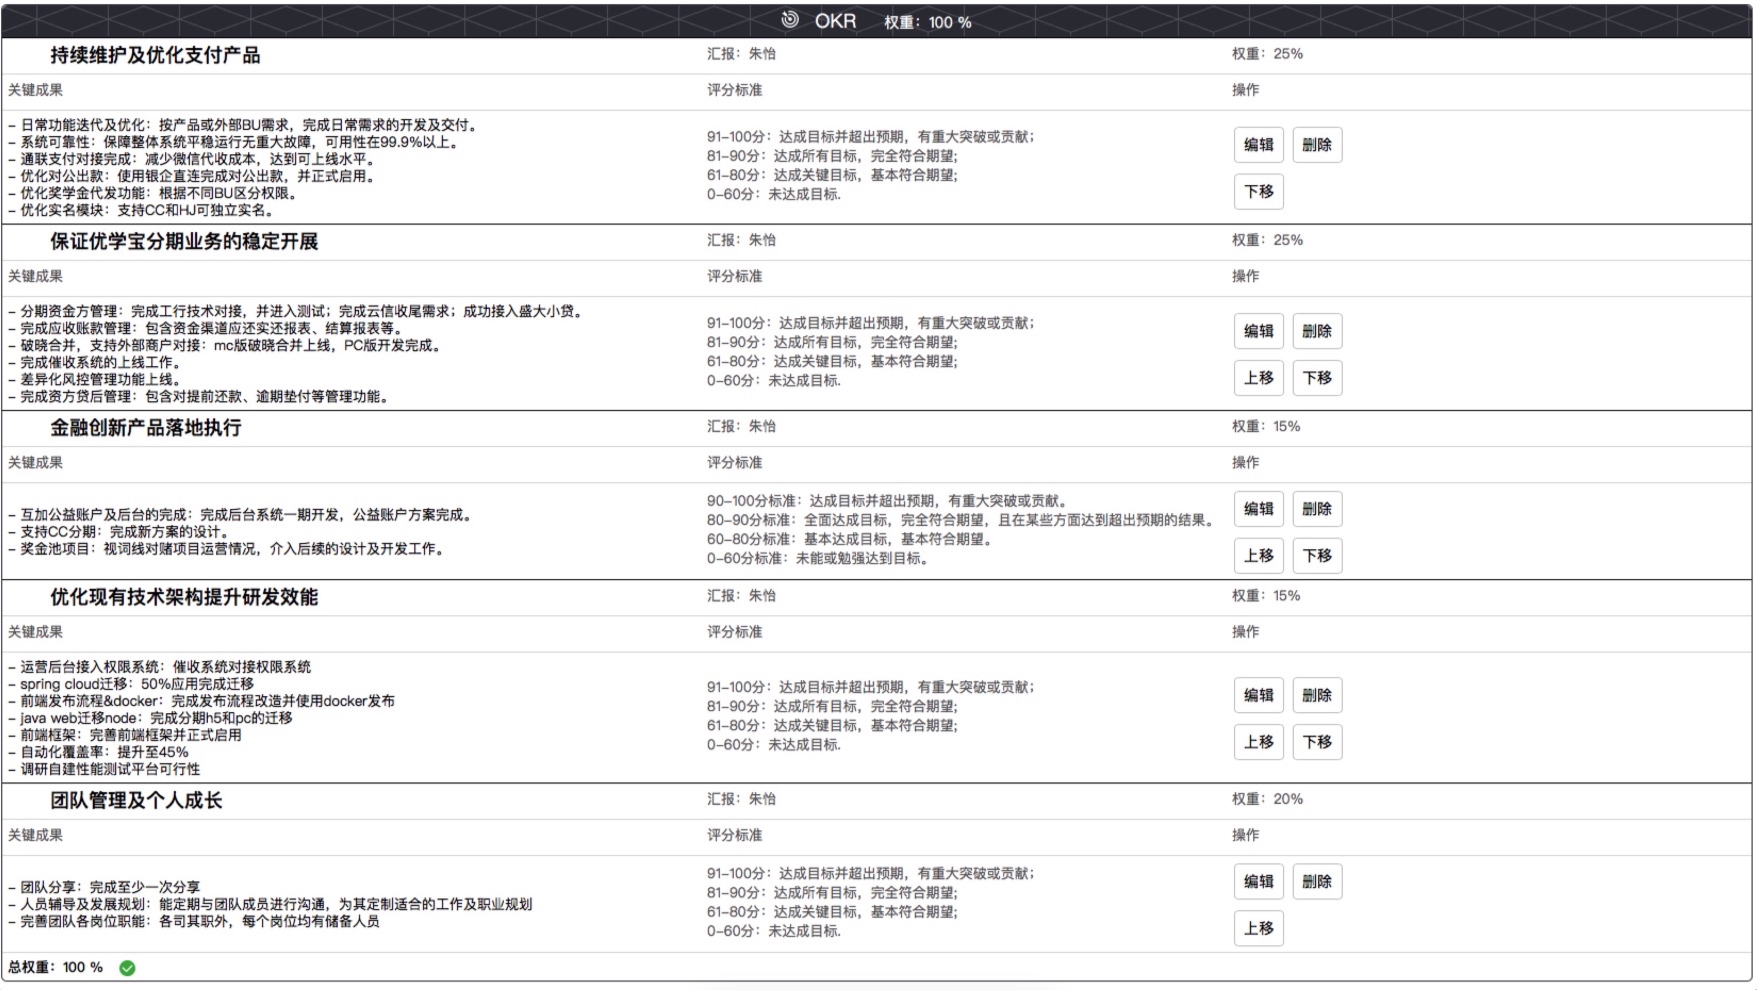 OKR 权重：100 %
持续维护及优化支付产品 汇报：朱怡 权重：25%
关键成果 评分标准 操作
- 日常功能迭代及优化：按产品或外部BU需求，完成日常需求的开发及交付。
- 系统可靠性：保障整体系统平稳运行无重大故障，可用性在99.9%以上。
- 通联支付对接完成：减少微信代收成本，达到可上线水平。
- 优化对公出款：使用银企直连完成对公出款，并正式启用。
- 优化奖学金代发功能：根据不同BU区分权限。
- 优化实名模块：支持CC和HJ可独立实名。
91-100分：达成目标并超出预期，有重大突破或贡献；
81-90分：达成所有目标，完全符合期望；
61-80分：达成关键目标，基本符合期望；
0-60分：未达成目标.
编辑 删除
下移
保证优学宝分期业务的稳定开展 汇报：朱怡 权重：25%
关键成果 评分标准 操作
- 分期资金方管理：完成工行技术对接，并进入测试；完成云信收尾需求；成功接入盛大小贷。
- 完成应收账款管理：包含资金渠道应还实还报表、结算报表等。
- 破晓合并，支持外部商户对接：mc版破晓合并上线，PC版开发完成。
- 完成催收系统的上线工作。
- 差异化风控管理功能上线。
- 完成资方贷后管理：包含对提前还款、逾期垫付等管理功能。
91-100分：达成目标并超出预期，有重大突破或贡献；
81-90分：达成所有目标，完全符合期望；
61-80分：达成关键目标，基本符合期望；
0-60分：未达成目标.
编辑 删除
上移 下移
金融创新产品落地执行 汇报：朱怡 权重：15%
关键成果 评分标准 操作
- 互加公益账户及后台的完成：完成后台系统一期开发，公益账户方案完成。
- 支持CC分期：完成新方案的设计。
- 奖金池项目：视词线对赌项目运营情况，介入后续的设计及开发工作。
90-100分标准：达成目标并超出预期，有重大突破或贡献。
80-90分标准：全面达成目标，完全符合期望，且在某些方面达到超出预期的结果。
60-80分标准：基本达成目标，基本符合期望。
0-60分标准：未能或勉强达到目标。
编辑 删除
上移 下移
优化现有技术架构提升研发效能 汇报：朱怡 权重：15%
关键成果 评分标准 操作
- 运营后台接入权限系统：催收系统对接权限系统
- spring cloud迁移：50%应用完成迁移
- 前端发布流程&docker：完成发布流程改造并使用docker发布
- java web迁移node：完成分期h5和pc的迁移
- 前端框架：完善前端框架并正式启用
- 自动化覆盖率：提升至45%
- 调研自建性能测试平台可行性
91-100分：达成目标并超出预期，有重大突破或贡献；
81-90分：达成所有目标，完全符合期望；
61-80分：达成关键目标，基本符合期望；
0-60分：未达成目标.
编辑 删除
上移 下移
团队管理及个人成长 汇报：朱怡 权重：20%
关键成果 评分标准 操作
- 团队分享：完成至少一次分享
- 人员辅导及发展规划：能定期与团队成员进行沟通，为其定制适合的工作及职业规划
- 完善团队各岗位职能：各司其职外，每个岗位均有储备人员
91-100分：达成目标并超出预期，有重大突破或贡献；
81-90分：达成所有目标，完全符合期望；
61-80分：达成关键目标，基本符合期望；
0-60分：未达成目标.
编辑 删除
上移
总权重：100 %